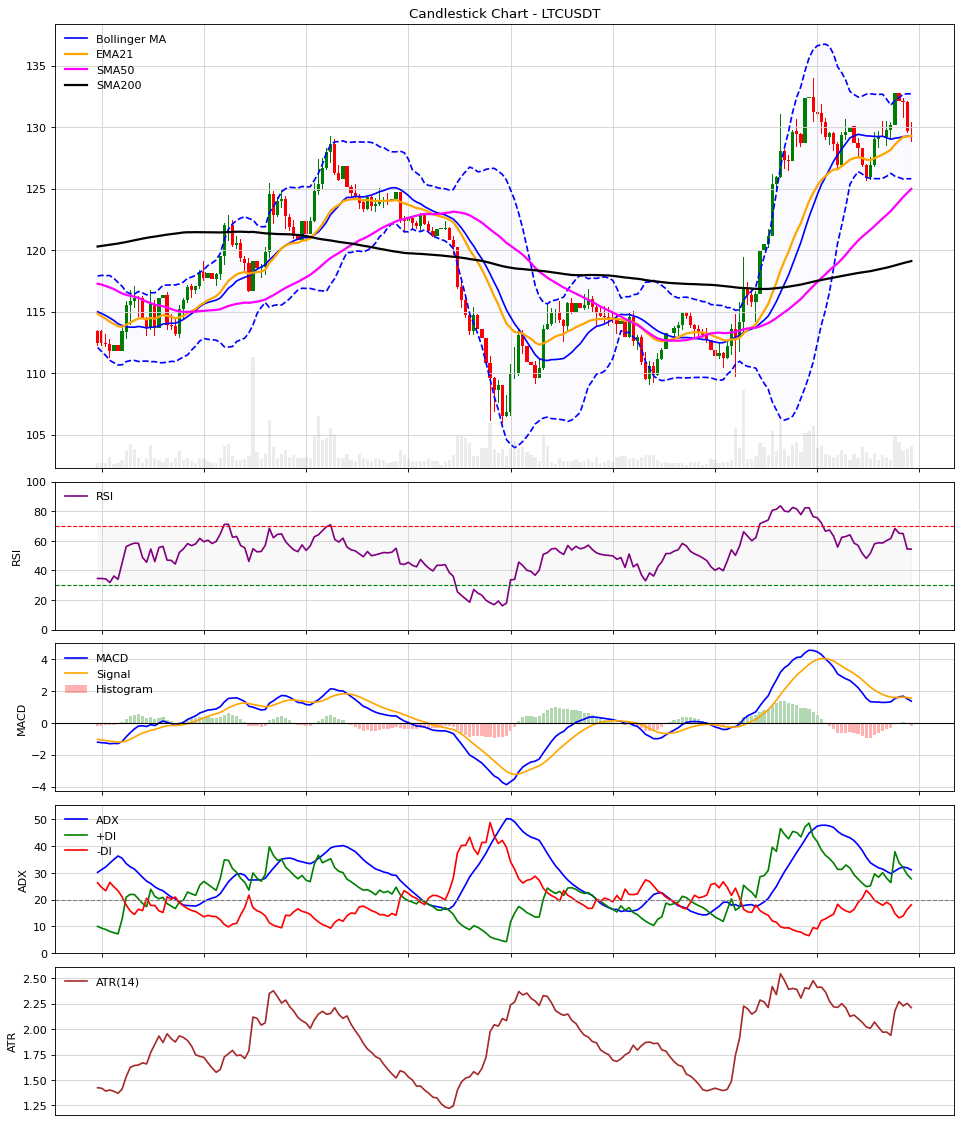 Candlestick Chart - LTCUSDT
Bollinger MA
EMA21
SMA50
SMA200
135
130
125
120
115
110
105
RSI
100
80
60
40
20
0
RSI
MACD
Signal
Histogram
4
2
0
−2
−4
MACD
ADX
+DI
-DI
50
40
30
20
10
0
ADX
ATR(14)
2.50
2.25
2.00
1.75
1.50
1.25
ATR